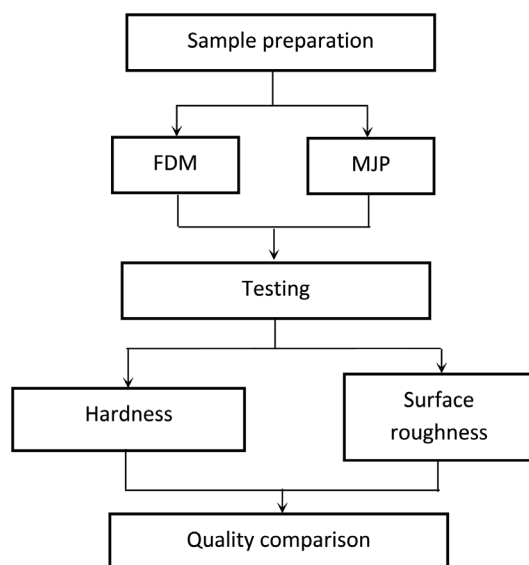 Sample preparation
FDM
MJP
Testing
Hardness
Surface
roughness
Quality comparison